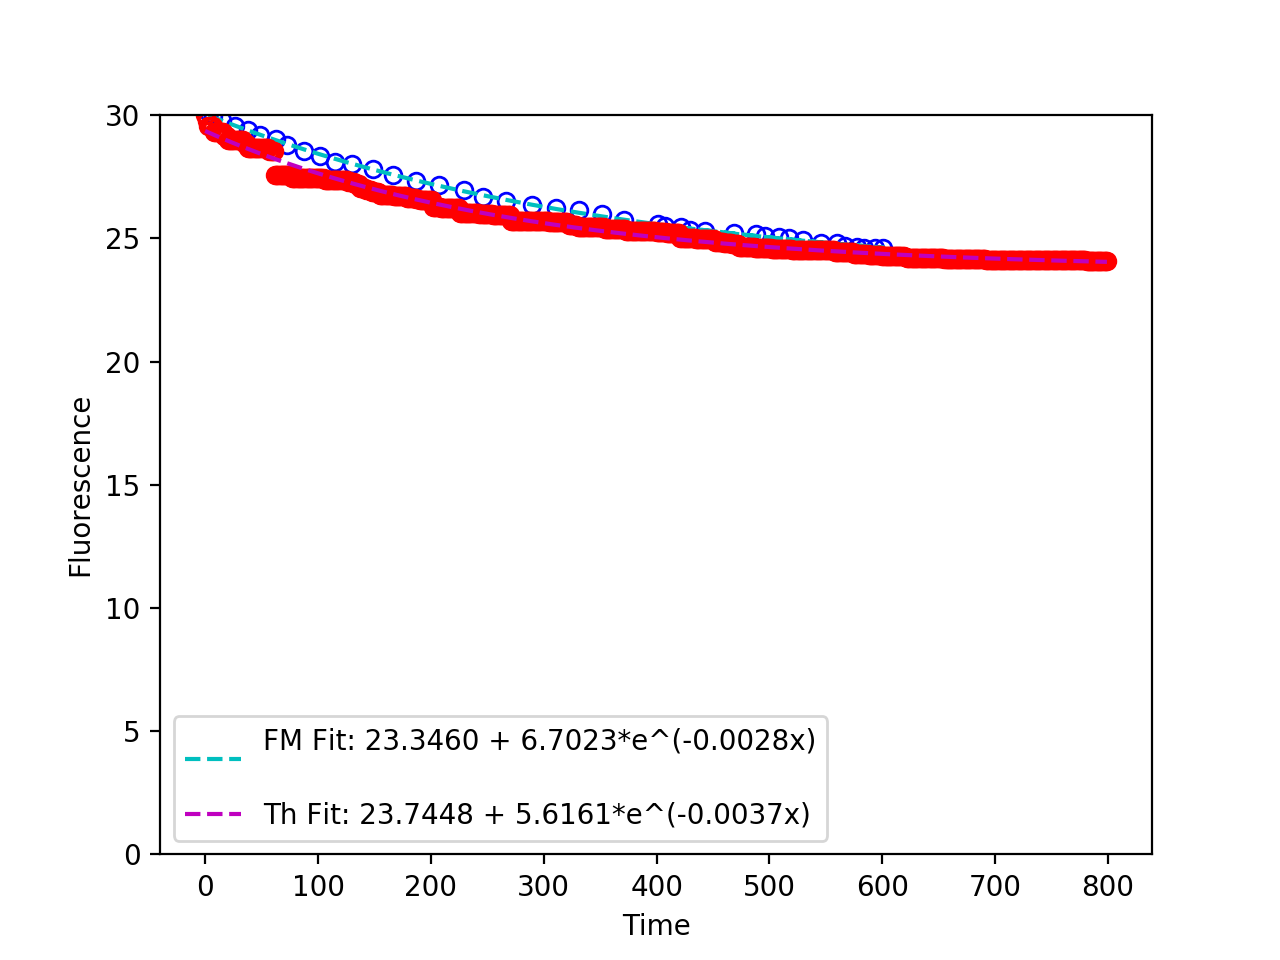 30
25
20
15
10
5
0
Fluorescence
FM Fit: 23.3460 + 6.7023*e^(-0.0028x)
Th Fit: 23.7448 + 5.6161*e^(-0.0037x)
0 100 200 300 400 500 600 700 800
Time